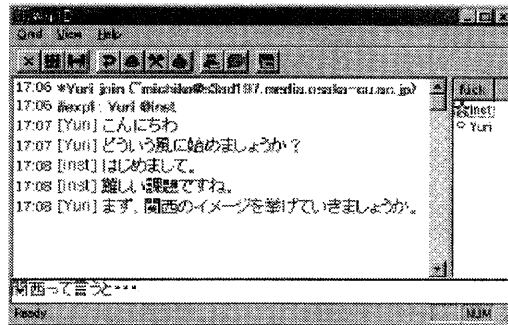 Cmd View Help
17:06 *Yuri join (~michiko@s3ad197.media.osaka-cu.ac.jp)
17:06 #expl : Yuri @inst
17:07 [Yuri] こんにちわ
17:07 [Yuri] どういう風に始めましょうか？
17:08 [inst] はじめまして。
17:08 [inst] 難しい課題ですね。
17:08 [Yuri] まず、関西のイメージを挙げていきましょうか。
inst
Yuri
関西って言うと・・・
Ready
NUM